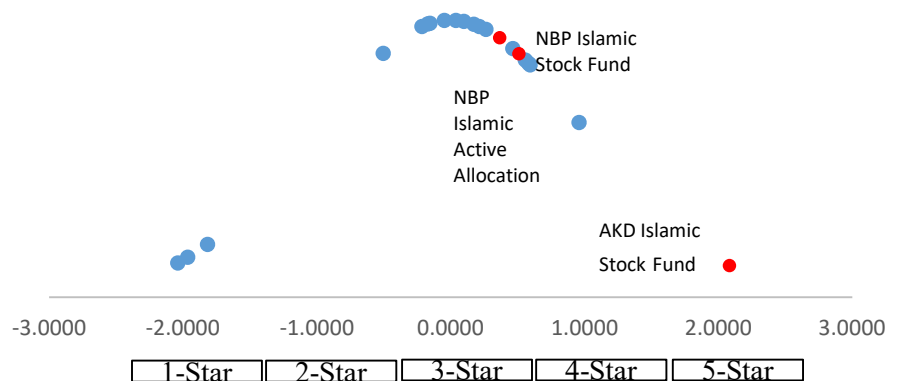 NBP Islamic
Stock Fund
NBP
Islamic
Active
Allocation
AKD Islamic
Stock Fund
-3.0000 -2.0000 -1.0000 0.0000 1.0000 2.0000 3.0000
1-Star 2-Star 3-Star 4-Star 5-Star